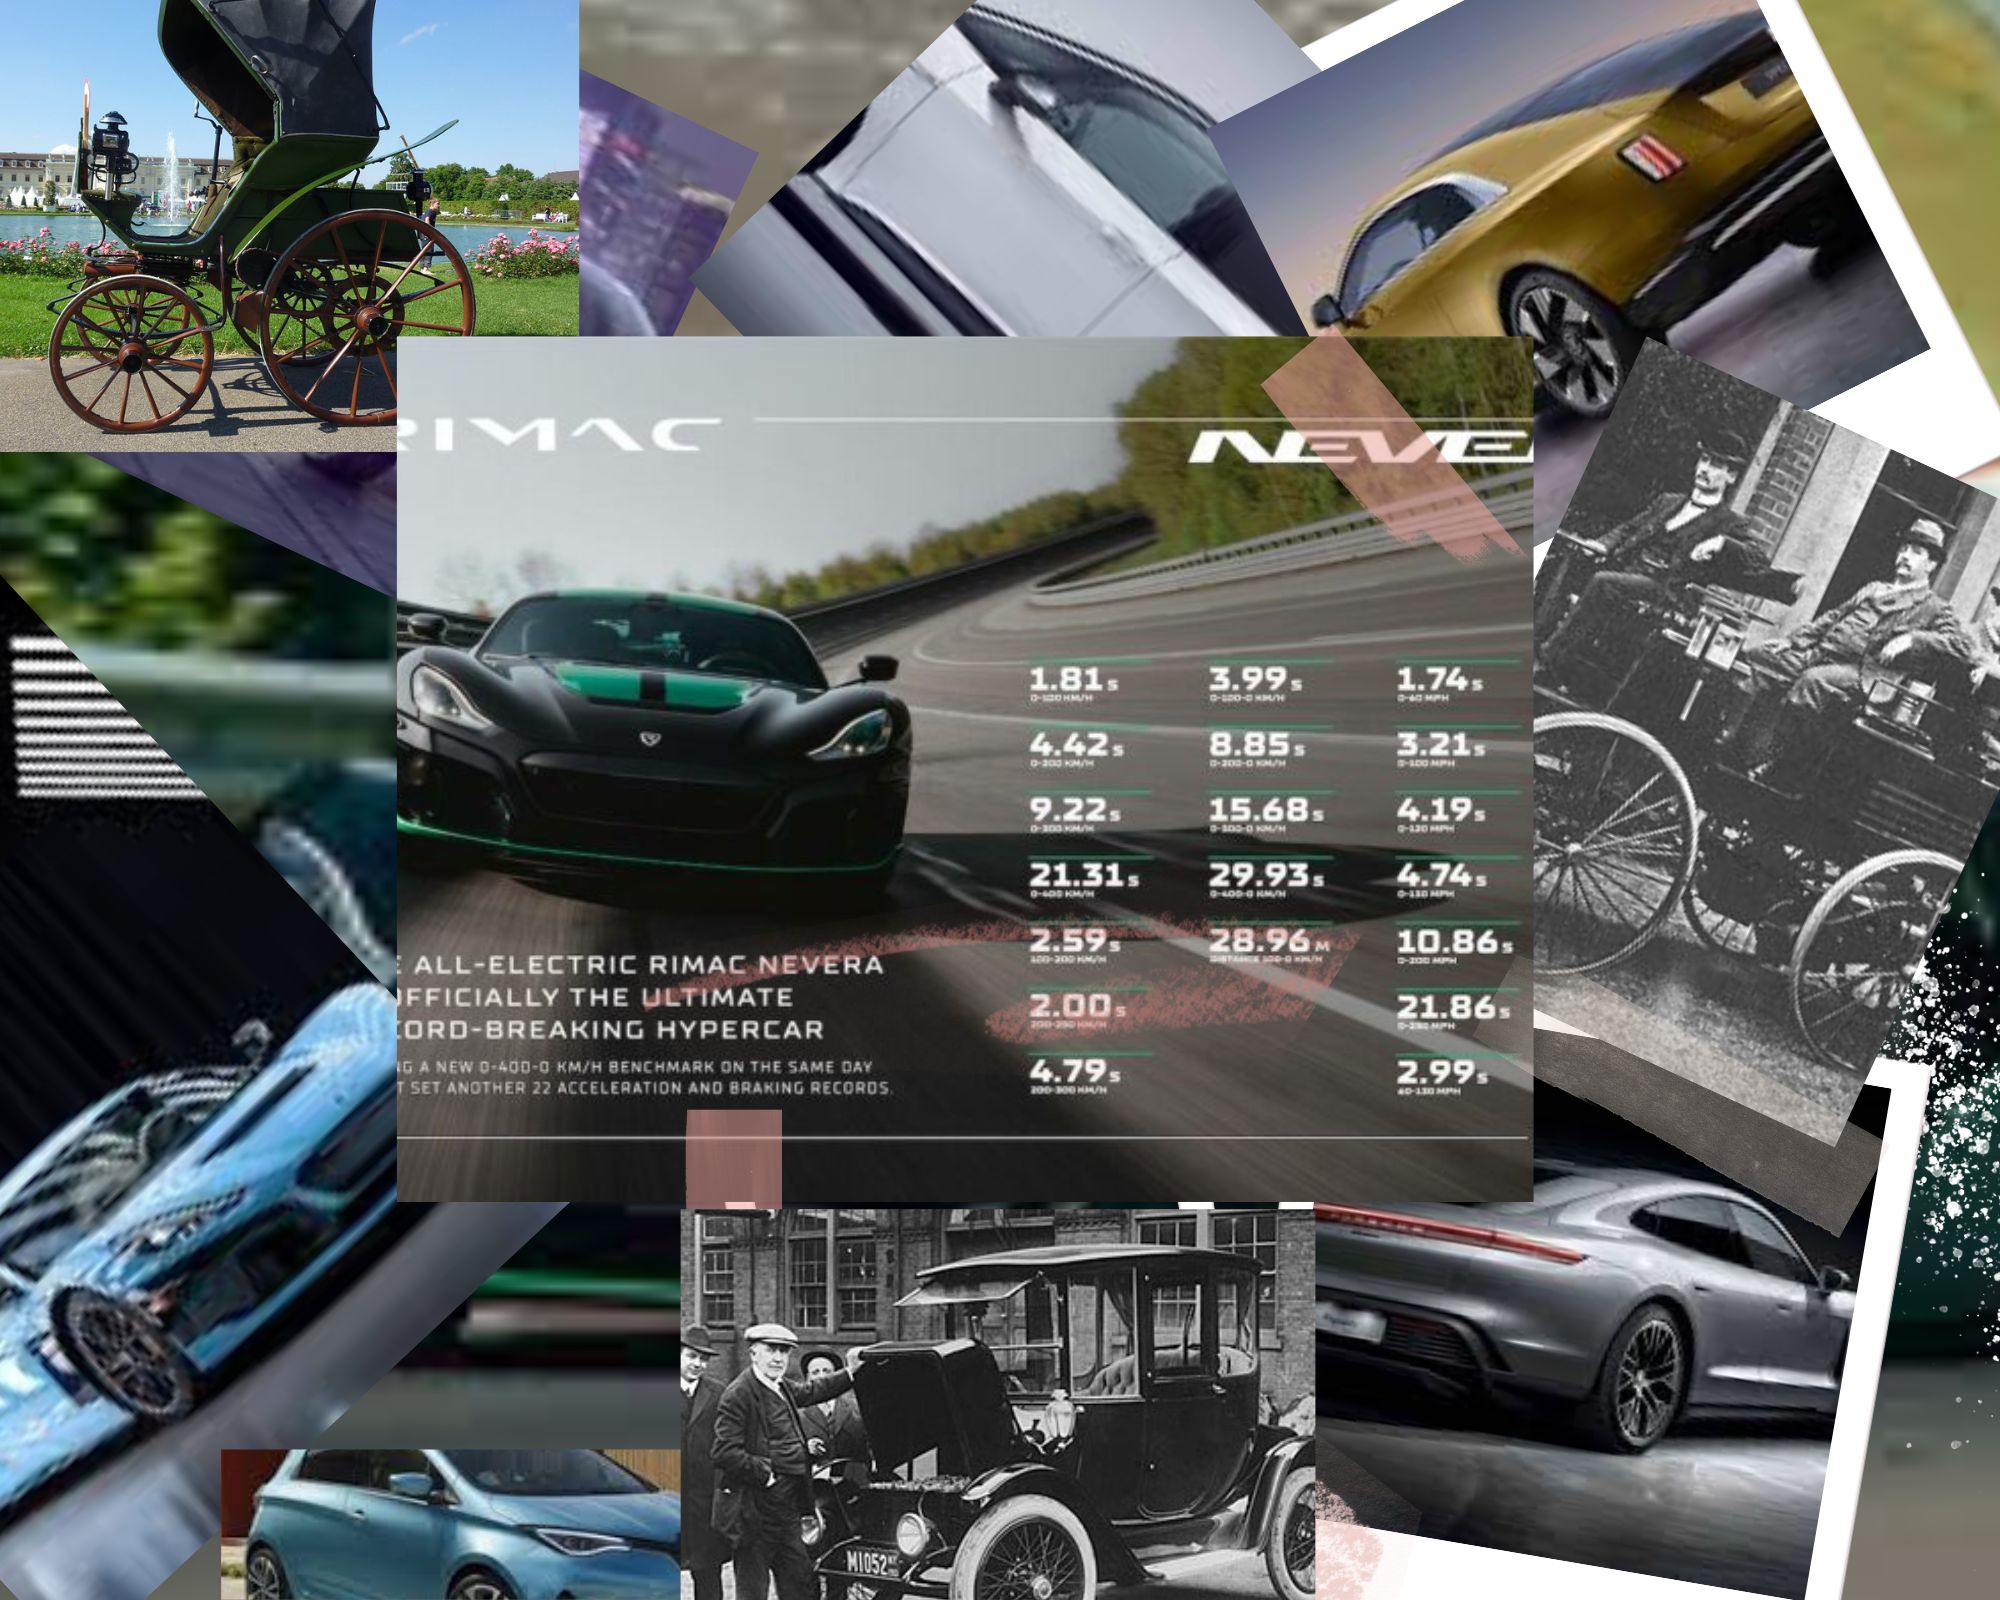 RIMAC
NEVE
1.81s 3.99s 1.74s
0-100 KM/H 0-100-0 KM/H 0-60 MPH
4.42s 8.85s 3.21s
0-200 KM/H 0-200-0 KM/H 0-100 MPH
9.22s 15.68s 4.19s
0-300 KM/H 0-300-0 KM/H 0-120 MPH
21.31s 29.93s 4.74s
0-400 KM/H 0-400-0 KM/H 0-130 MPH
2.59s 28.96 M 10.86s
100-200 KM/H DISTANCE 100-0 KM/H 0-200 MPH
2.00s 21.86s
200-250 KM/H 0-250 MPH
4.79s 2.99s
200-300 KM/H 60-130 MPH
E ALL-ELECTRIC RIMAC NEVERA
OFFICIALLY THE ULTIMATE
CORD-BREAKING HYPERCAR
NG A NEW 0-400-0 KM/H BENCHMARK ON THE SAME DAY
T SET ANOTHER 22 ACCELERATION AND BRAKING RECORDS.
M1052